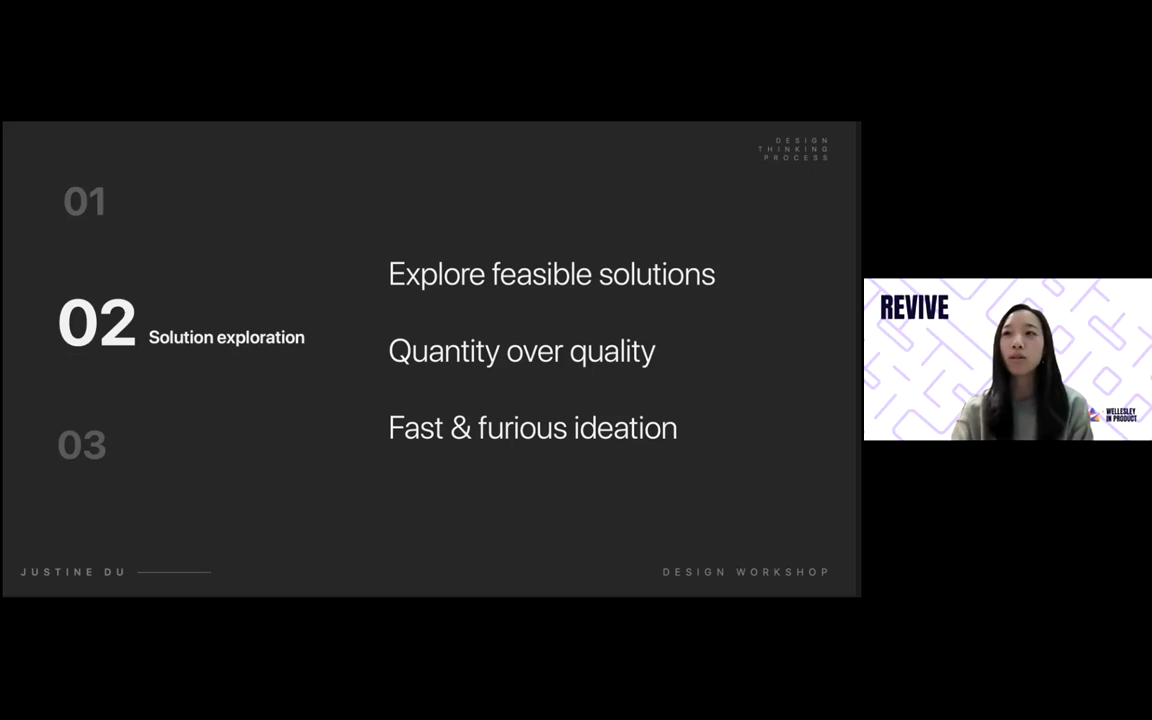 DESIGN
THINKING
PROCESS
01
02 Solution exploration
03
Explore feasible solutions
Quantity over quality
Fast & furious ideation
JUSTINE DU
DESIGN WORKSHOP
REVIVE
WELLESLEY
IN PRODUCT